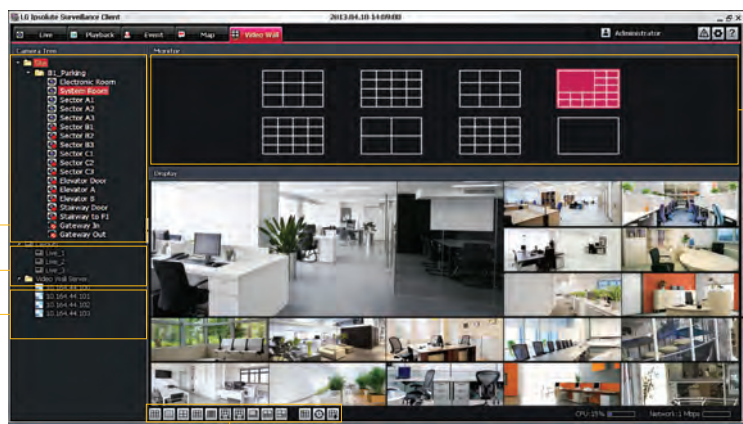 LG Ipsolute Surveillance Client
2013.04.10 14:09:00
Live
Playback
Event
Map
Video Wall
Administrator
Camera Tree
Monitor
Site
B1_Parking
Electronic Room
System Room
Sector A1
Sector A2
Sector A3
Sector B1
Sector B2
Sector B3
Sector C1
Sector C2
Sector C3
Elevator Door
Elevator A
Elevator B
Stairway Door
Stairway to F1
Gateway In
Gateway Out
Display
Live_1
Live_2
Live_3
Video Wall Server
10.164.44.101
10.164.44.102
10.164.44.103
CPU:15%
Network:1 Mbps